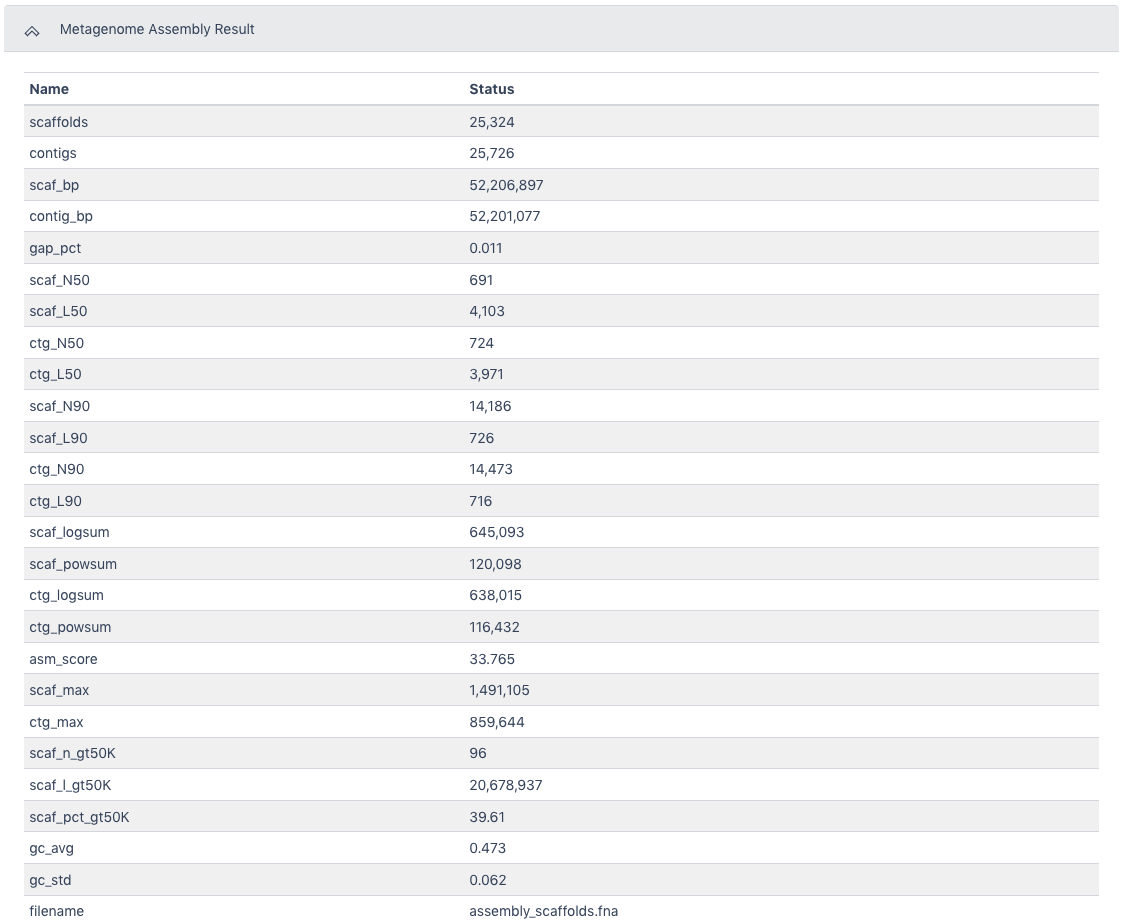 Metagenome Assembly Result
Name Status
scaffolds 25,324
contigs 25,726
scaf_bp 52,206,897
contig_bp 52,201,077
gap_pct 0.011
scaf_N50 691
scaf_L50 4,103
ctg_N50 724
ctg_L50 3,971
scaf_N90 14,186
scaf_L90 726
ctg_N90 14,473
ctg_L90 716
scaf_logsum 645,093
scaf_powsum 120,098
ctg_logsum 638,015
ctg_powsum 116,432
asm_score 33.765
scaf_max 1,491,105
ctg_max 859,644
scaf_n_gt50K 96
scaf_l_gt50K 20,678,937
scaf_pct_gt50K 39.61
gc_avg 0.473
gc_std 0.062
filename assembly_scaffolds.fna